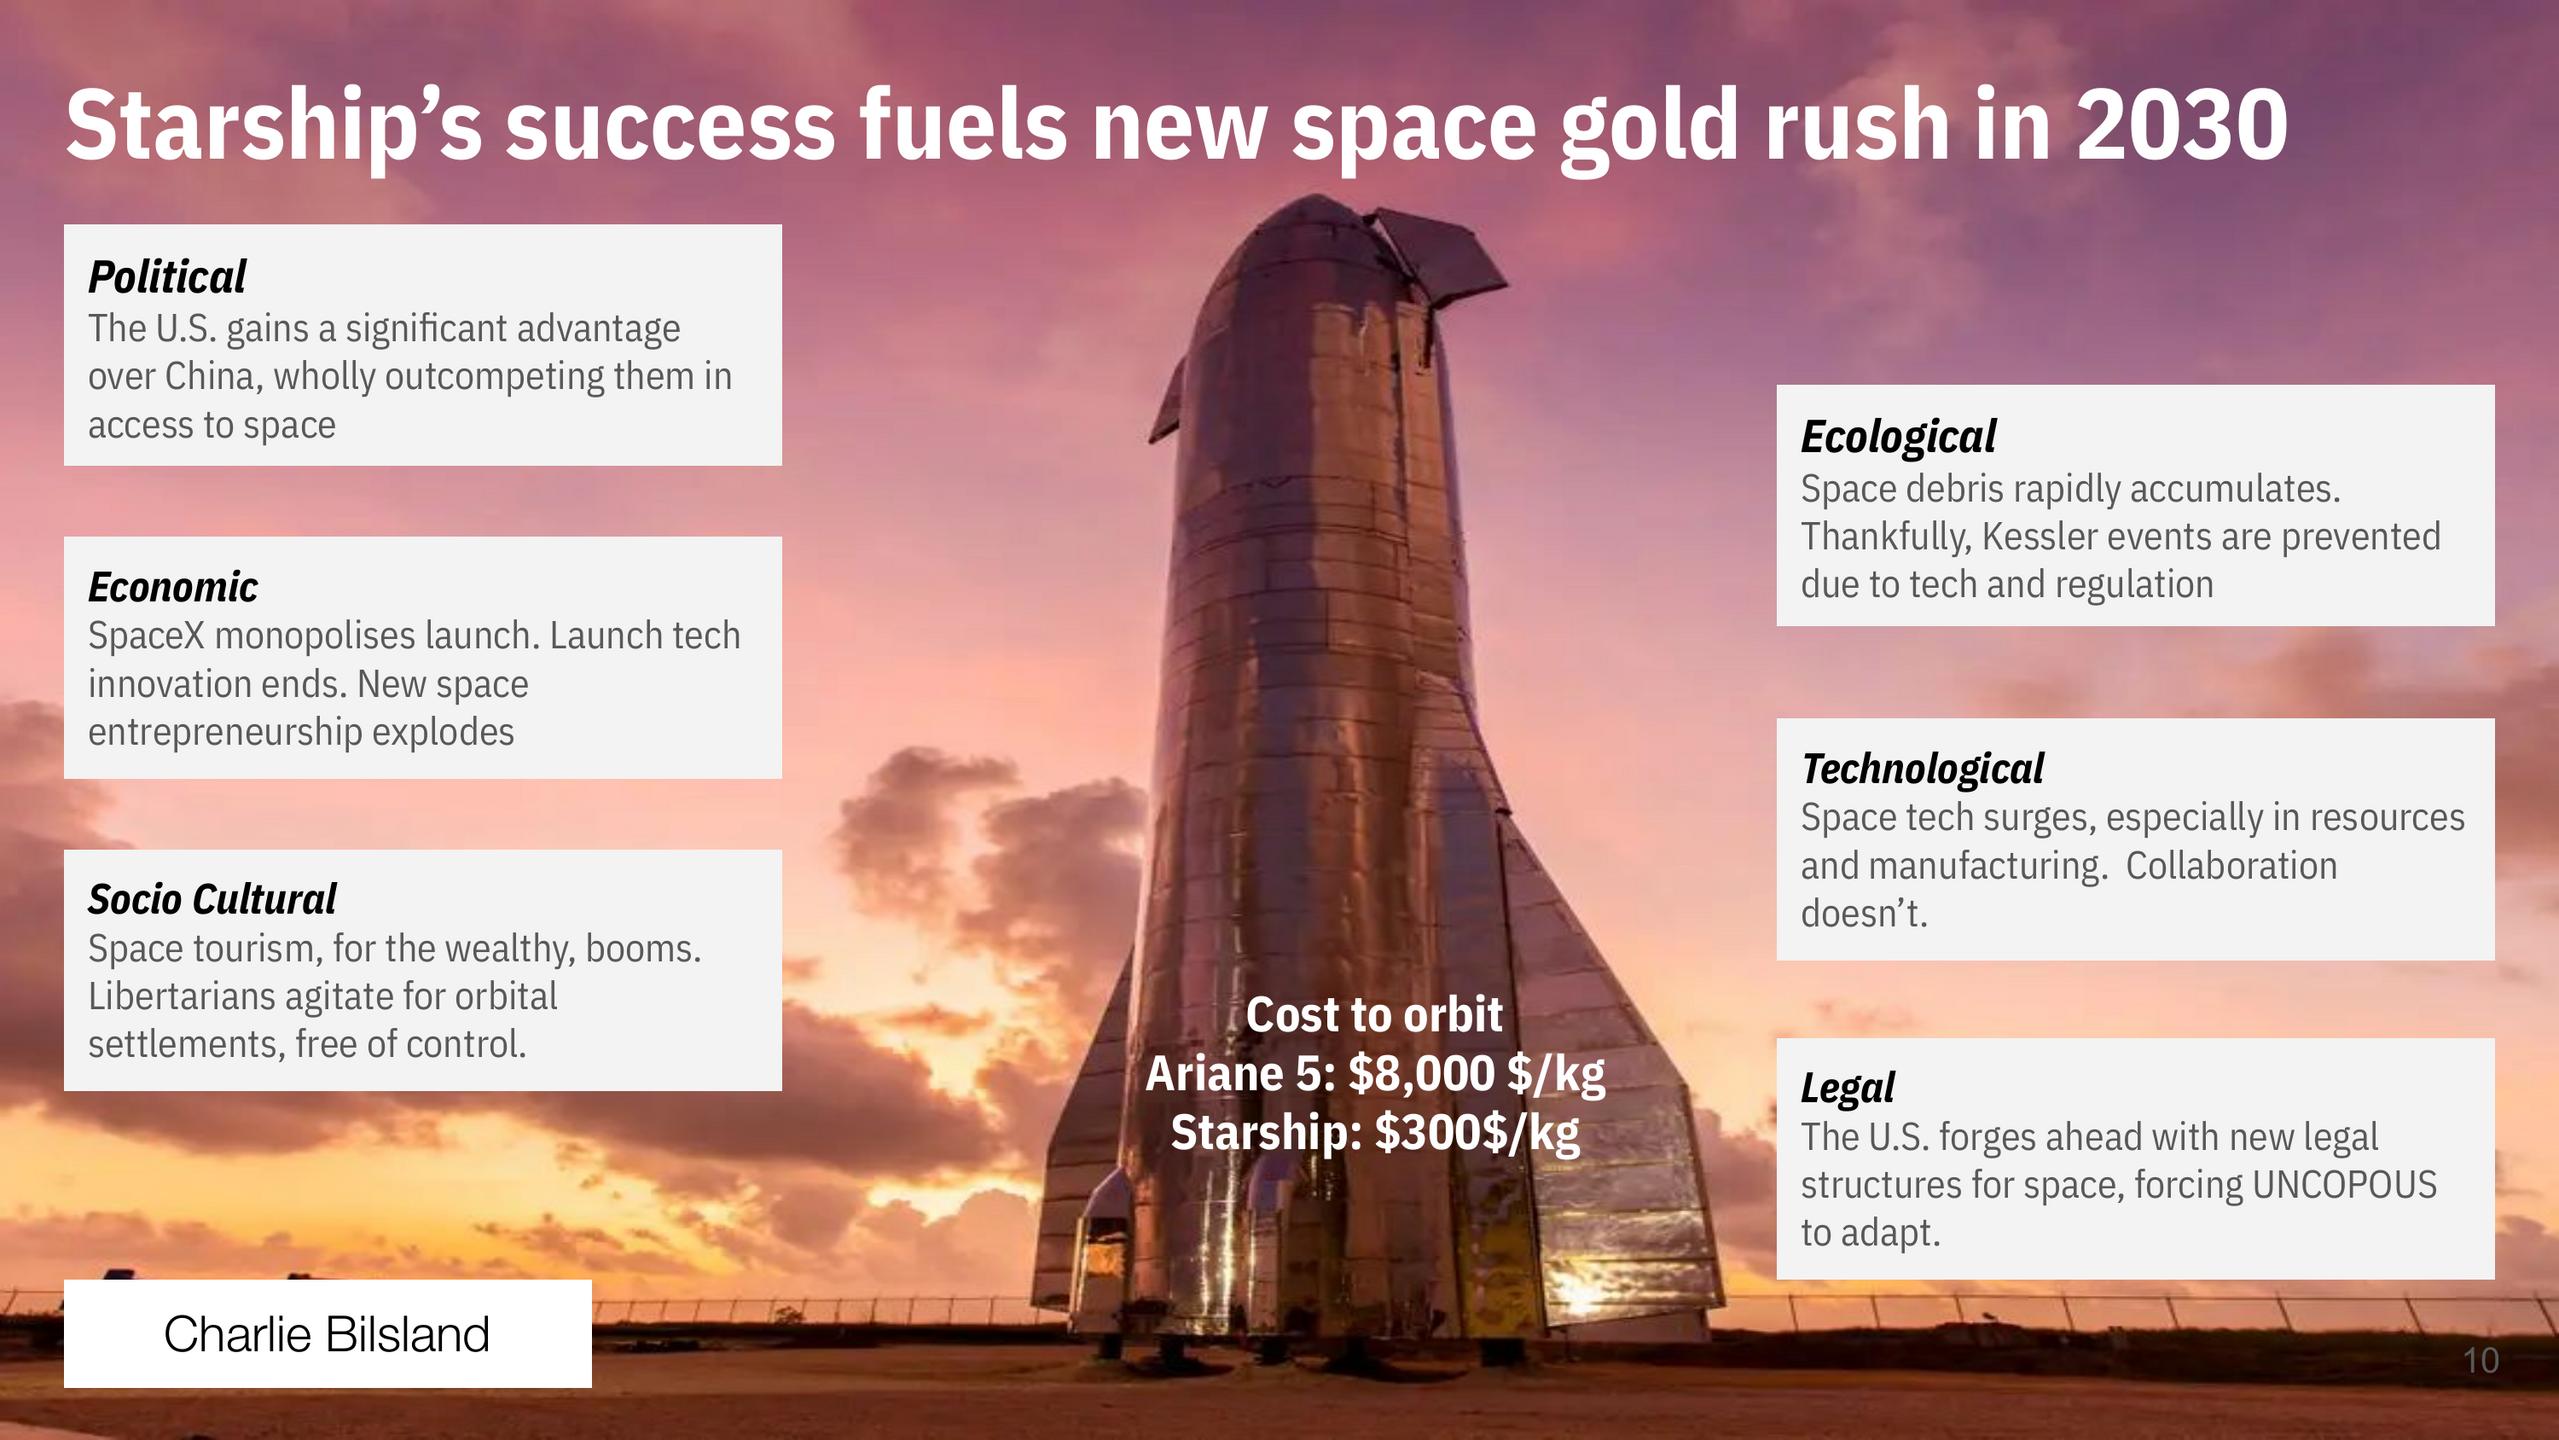 Starship’s success fuels new space gold rush in 2030
Political
The U.S. gains a significant advantage
over China, wholly outcompeting them in
access to space
Economic
SpaceX monopolises launch. Launch tech
innovation ends. New space
entrepreneurship explodes
Socio Cultural
Space tourism, for the wealthy, booms.
Libertarians agitate for orbital
settlements, free of control.
Cost to orbit
Ariane 5: $8,000 $/kg
Starship: $300$/kg
Ecological
Space debris rapidly accumulates.
Thankfully, Kessler events are prevented
due to tech and regulation
Technological
Space tech surges, especially in resources
and manufacturing.  Collaboration
doesn’t.
Legal
The U.S. forges ahead with new legal
structures for space, forcing UNCOPOUS
to adapt.
Charlie Bilsland
10